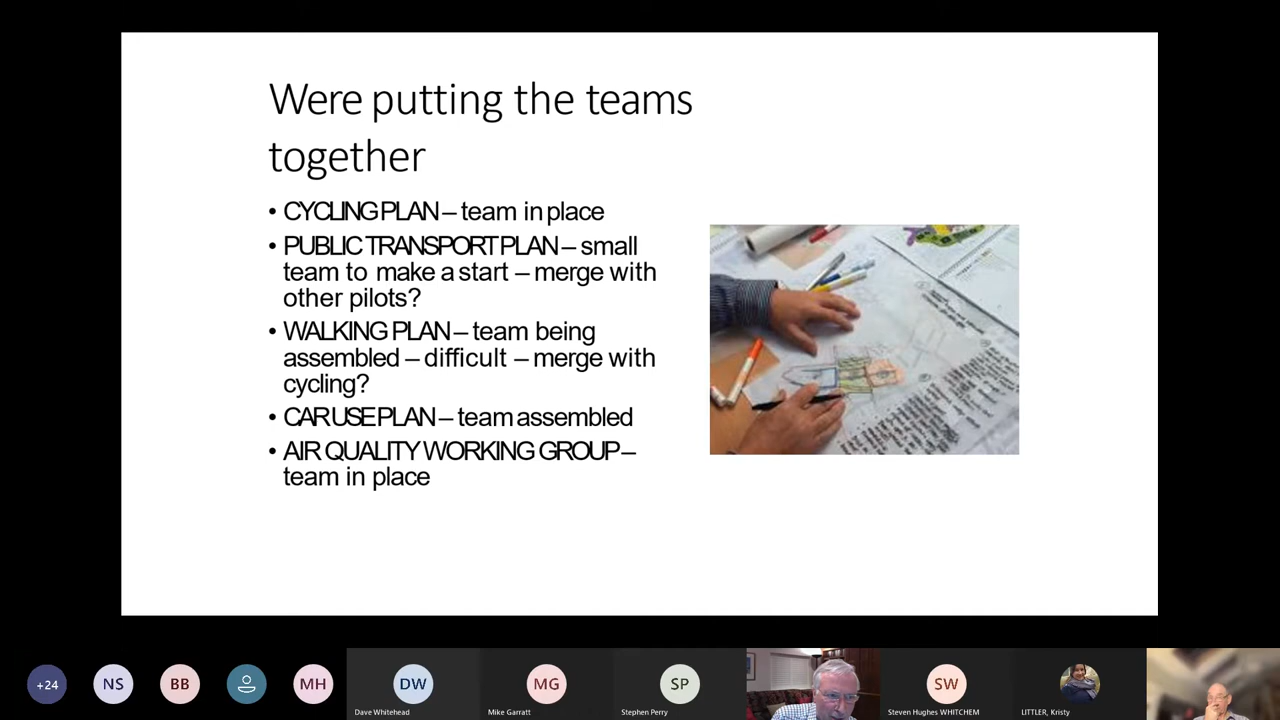 Were putting the teams
together
• CYCLING PLAN – team in place
• PUBLIC TRANSPORT PLAN – small
team to make a start – merge with
other pilots?
• WALKING PLAN – team being
assembled – difficult – merge with
cycling?
• CAR USE PLAN – team assembled
• AIR QUALITY WORKING GROUP –
team in place
+24
NS
BB
MH
DW
MG
SP
SW
Dave Whitehead
Mike Garratt
Stephen Perry
Steven Hughes WHITCHEM
LITTLER, Kristy